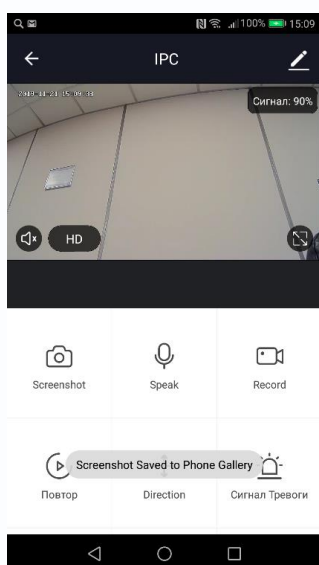 100% 15:09
IPC
2019-11-21 15:09:33
Сигнал: 90%
HD
Screenshot
Speak
Record
Screenshot Saved to Phone Gallery
Повтор
Direction
Сигнал Тревоги